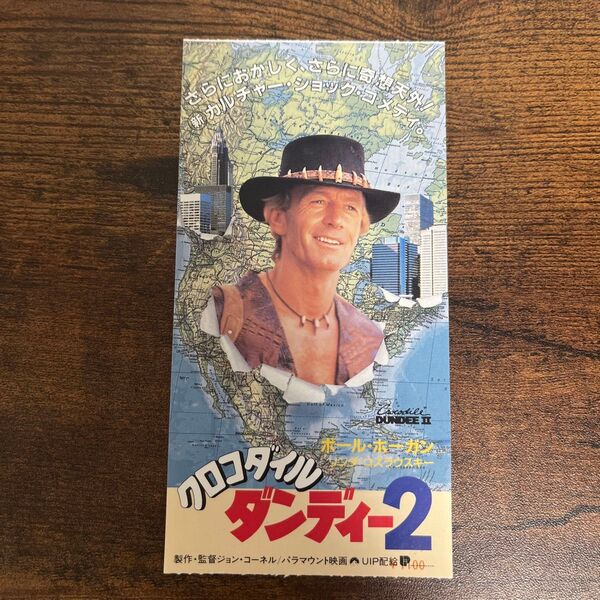 さらにおかしく、さらに奇想天外!
新カルチャー・ショック・コメディ。
Gulf of Mexico
Crocodile
DUNDEE II
ポール・ホーガン
リンダ・コズラウスキー
クロコダイル
ダンディー2
製作・監督ジョン・コーネル/パラマウント映画 UIP配給
¥1100